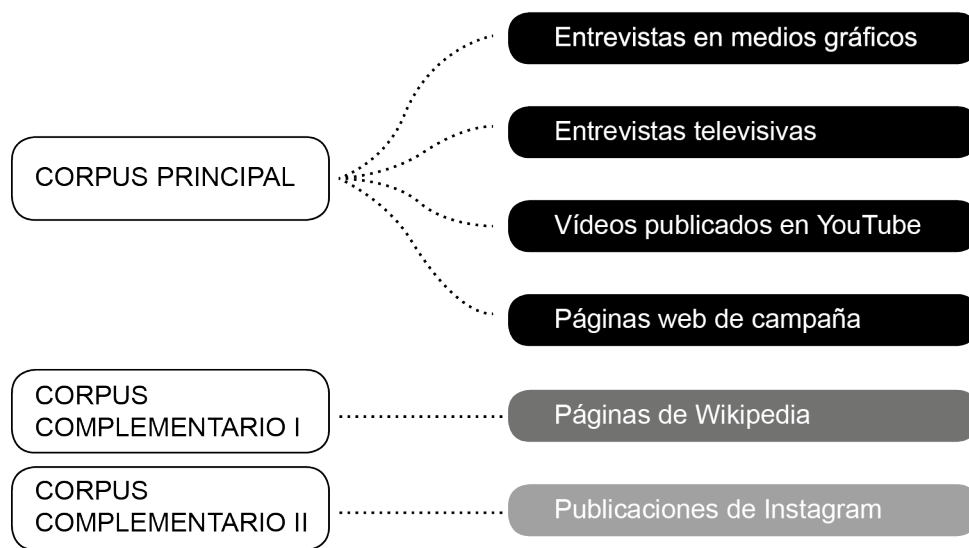 CORPUS PRINCIPAL
Entrevistas en medios gráficos
Entrevistas televisivas
Vídeos publicados en YouTube
Páginas web de campaña
CORPUS
COMPLEMENTARIO I
Páginas de Wikipedia
CORPUS
COMPLEMENTARIO II
Publicaciones de Instagram